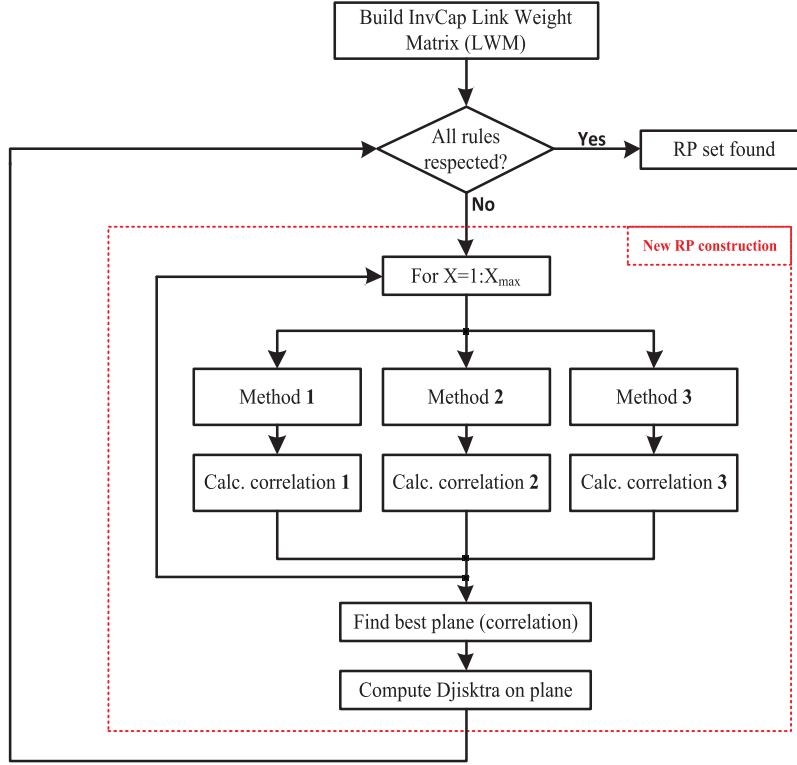 Build InvCap Link Weight
Matrix (LWM)
All rules
respected?
Yes
RP set found
No
New RP construction
For X=1:Xmax
Method 1
Method 2
Method 3
Calc. correlation 1
Calc. correlation 2
Calc. correlation 3
Find best plane (correlation)
Compute Djisktra on plane